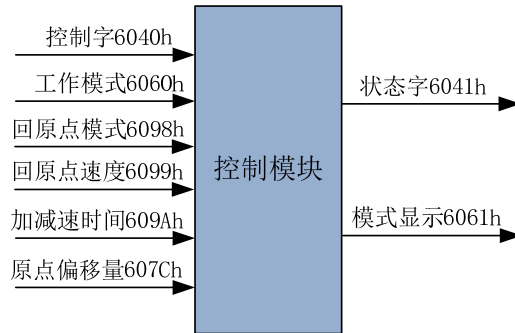 控制字6040h
工作模式6060h
回原点模式6098h
回原点速度6099h
加减速时间609Ah
原点偏移量607Ch
控制模块
状态字6041h
模式显示6061h